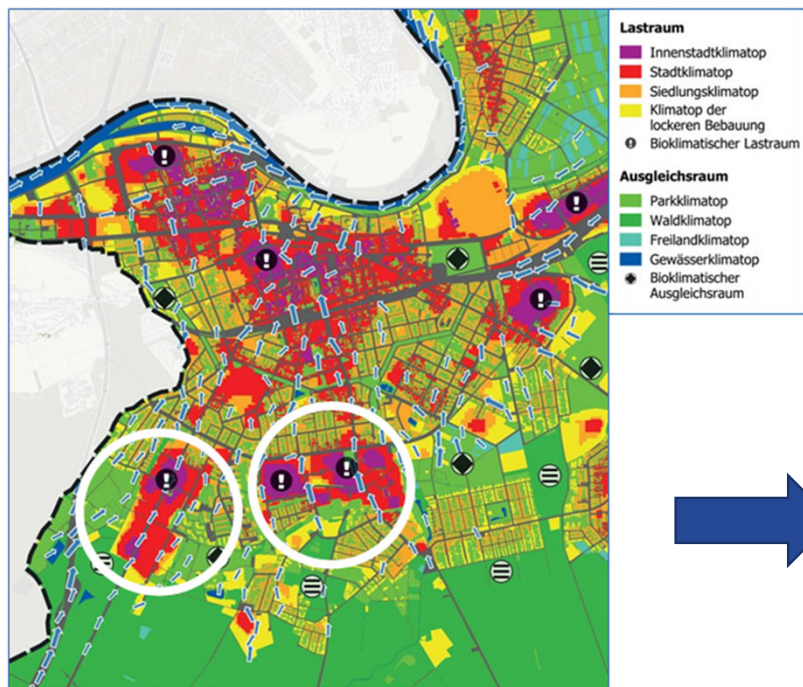 Lastraum
Innenstadtklimatop
Stadtklimatop
Siedlungsklimatop
Klimatop der
lockeren Bebauung
Bioklimatischer Lastraum
Ausgleichsraum
Parkklimatop
Waldklimatop
Freilandklimatop
Gewässerklimatop
Bioklimatischer
Ausgleichsraum